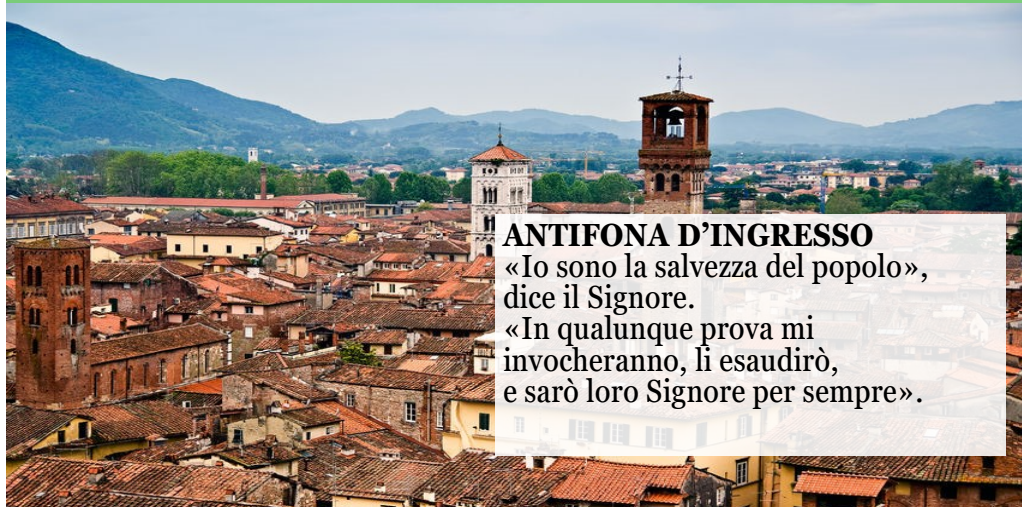 ANTIFONA D’INGRESSO
«Io sono la salvezza del popolo»,
dice il Signore.
«In qualunque prova mi
invocheranno, li esaudirò,
e sarò loro Signore per sempre».